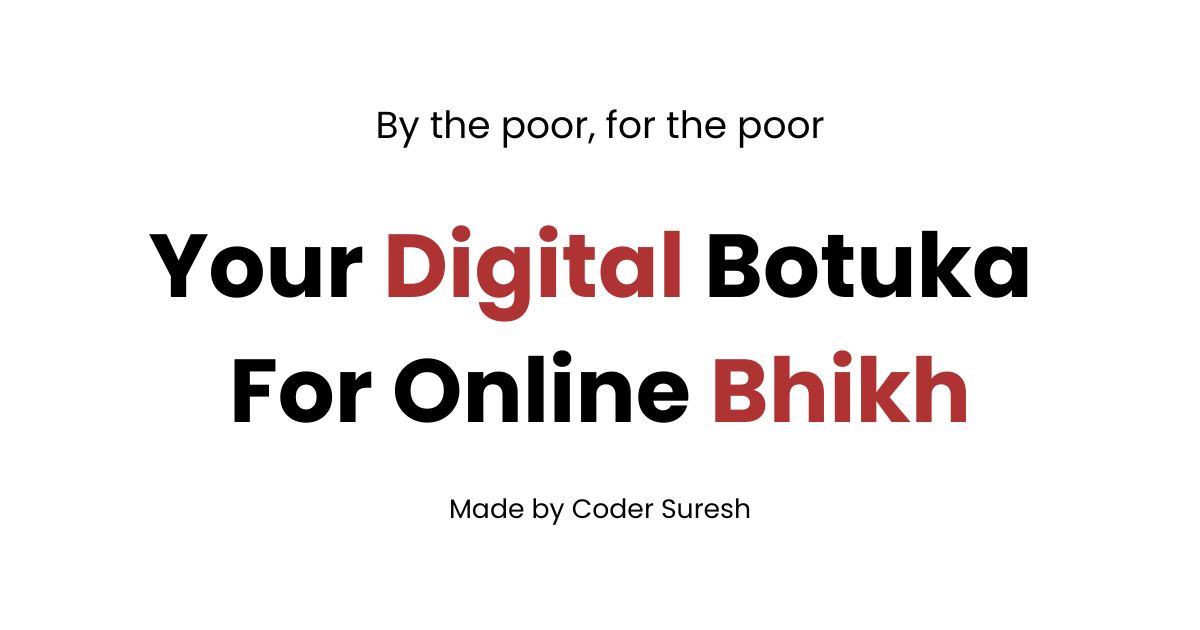 By the poor, for the poor
Your Digital Botuka
For Online Bhikh
Made by Coder Suresh